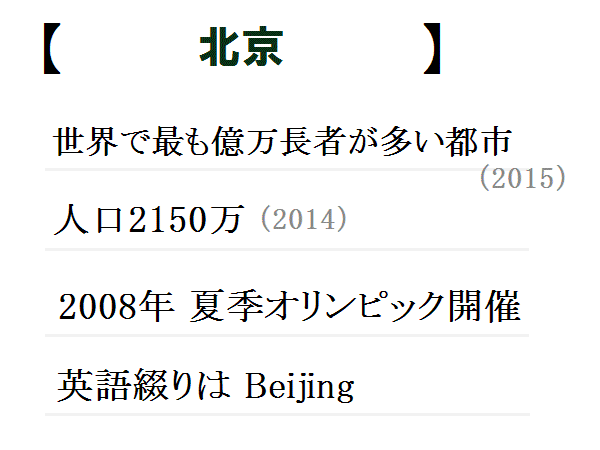 【 北京 】
世界で最も億万長者が多い都市
（2015）
人口2150万（2014）
2008年 夏季オリンピック開催
英語綴りは Beijing